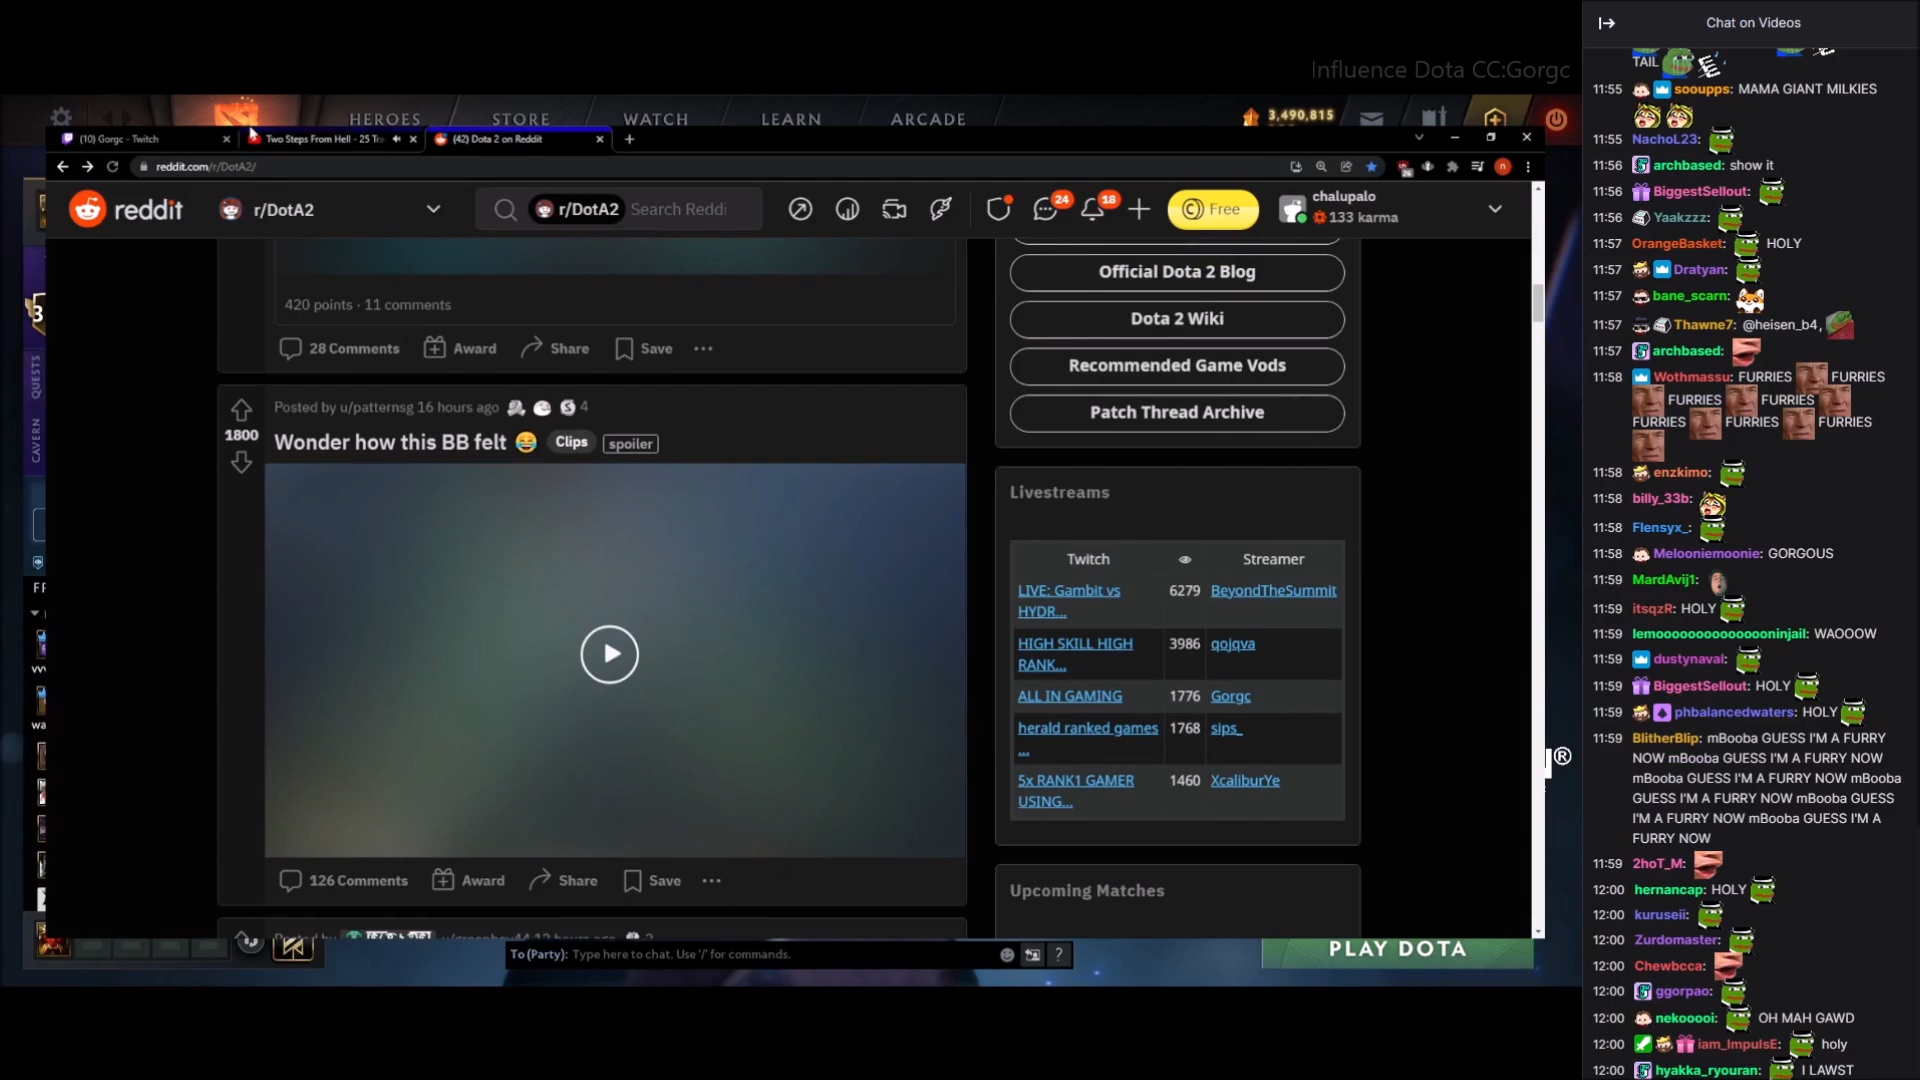 Influence Dota CC:Gorgc
HEROES STORE WATCH LEARN ARCADE
3,490,815
(10) Gorgc - Twitch
Two Steps From Hell - 25 Tra
(42) Dota 2 on Reddit
reddit.com/r/DotA2/
reddit
r/DotA2
r/DotA2 Search Reddi
24
18
Free
chalupalo
133 karma
420 points · 11 comments
28 Comments Award Share Save
Posted by u/patternsg 16 hours ago 4
1800
Wonder how this BB felt 😂 Clips spoiler
126 Comments Award Share Save
Official Dota 2 Blog
Dota 2 Wiki
Recommended Game Vods
Patch Thread Archive
Livestreams
Twitch Streamer
LIVE: Gambit vs HYDR... 6279 BeyondTheSummit
HIGH SKILL HIGH RANK... 3986 qojqva
ALL IN GAMING 1776 Gorgc
herald ranked games ... 1768 sips_
5x RANK1 GAMER USING... 1460 XcaliburYe
Upcoming Matches
QUESTS
CAVERN
To (Party): Type here to chat. Use '/' for commands.
PLAY DOTA
®
Chat on Videos
TAIL
11:55 sooupps: MAMA GIANT MILKIES
11:55 NachoL23:
11:56 archbased: show it
11:56 BiggestSellout:
11:56 Yaakzzz:
11:57 OrangeBasket: HOLY
11:57 Dratyan:
11:57 bane_scarn:
11:57 Thawne7: @heisen_b4,
11:57 archbased:
11:58 Wothmassu: FURRIES FURRIES
FURRIES FURRIES
FURRIES FURRIES FURRIES
11:58 enzkimo:
11:58 billy_33b:
11:58 Flensyx_:
11:58 Melooniemoonie: GORGOUS
11:59 MardAvij1:
11:59 itsqzR: HOLY
11:59 lemoooooooooooooooninjail: WAOOOW
11:59 dustynaval:
11:59 BiggestSellout: HOLY
11:59 phbalancedwaters: HOLY
11:59 BlitherBlip: mBooba GUESS I'M A FURRY
NOW mBooba GUESS I'M A FURRY NOW
mBooba GUESS I'M A FURRY NOW mBooba
GUESS I'M A FURRY NOW mBooba GUESS
I'M A FURRY NOW mBooba GUESS I'M A
FURRY NOW
11:59 2hoT_M:
12:00 hernancap: HOLY
12:00 kuruseii:
12:00 Zurdomaster:
12:00 Chewbcca:
12:00 ggorpao:
12:00 nekooooi: OH MAH GAWD
12:00 iam_ImpulsE: holy
12:00 hyakka_ryouran: I LAWST